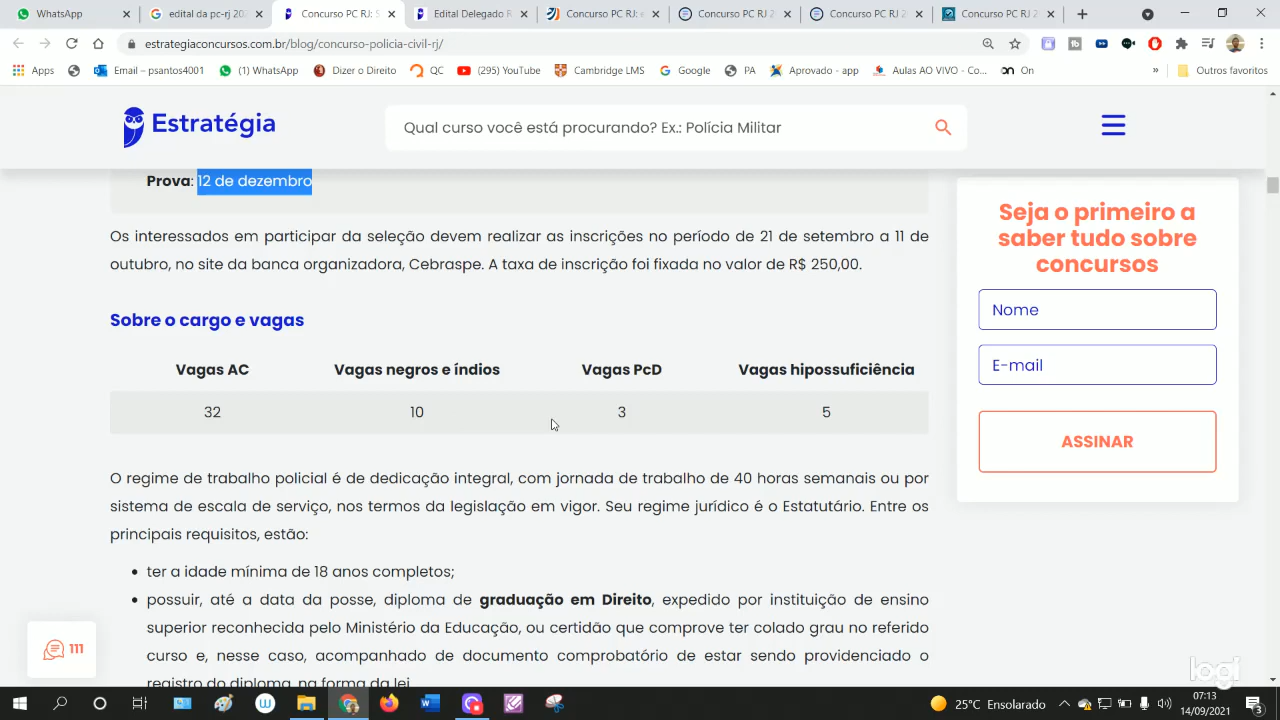 WhatsApp
edital da pc-rj 202
Concurso PC RJ: S
Edital Delegado R
Concurso PC RJ: e
Concurso PC RJ 2
Concurso PC RJ 2
Concurso PC RJ 2
estrategiaconcursos.com.br/blog/concurso-policia-civil-rj/
Apps
Email – psantos4001
(1) WhatsApp
Dizer o Direito
QC
(295) YouTube
Cambridge LMS
Google
PA
Aprovado - app
Aulas AO VIVO - Co...
On
»
Outros favoritos
Estratégia
Qual curso você está procurando? Ex.: Polícia Militar
Prova: 12 de dezembro
Os interessados em participar da seleção devem realizar as inscrições no período de 21 de setembro a 11 de
outubro, no site da banca organizadora, Cebraspe. A taxa de inscrição foi fixada no valor de R$ 250,00.
Sobre o cargo e vagas
Vagas AC Vagas negros e índios Vagas PcD Vagas hipossuficiência
32 10 3 5
O regime de trabalho policial é de dedicação integral, com jornada de trabalho de 40 horas semanais ou por
sistema de escala de serviço, nos termos da legislação em vigor. Seu regime jurídico é o Estatutário. Entre os
principais requisitos, estão:
• ter a idade mínima de 18 anos completos;
• possuir, até a data da posse, diploma de graduação em Direito, expedido por instituição de ensino
superior reconhecida pelo Ministério da Educação, ou certidão que comprove ter colado grau no referido
curso e, nesse caso, acompanhado de documento comprobatório de estar sendo providenciado o
registro do diploma, na forma da lei
Seja o primeiro a
saber tudo sobre
concursos
Nome
E-mail
ASSINAR
111
logi
25°C Ensolarado
07:13
14/09/2021
3